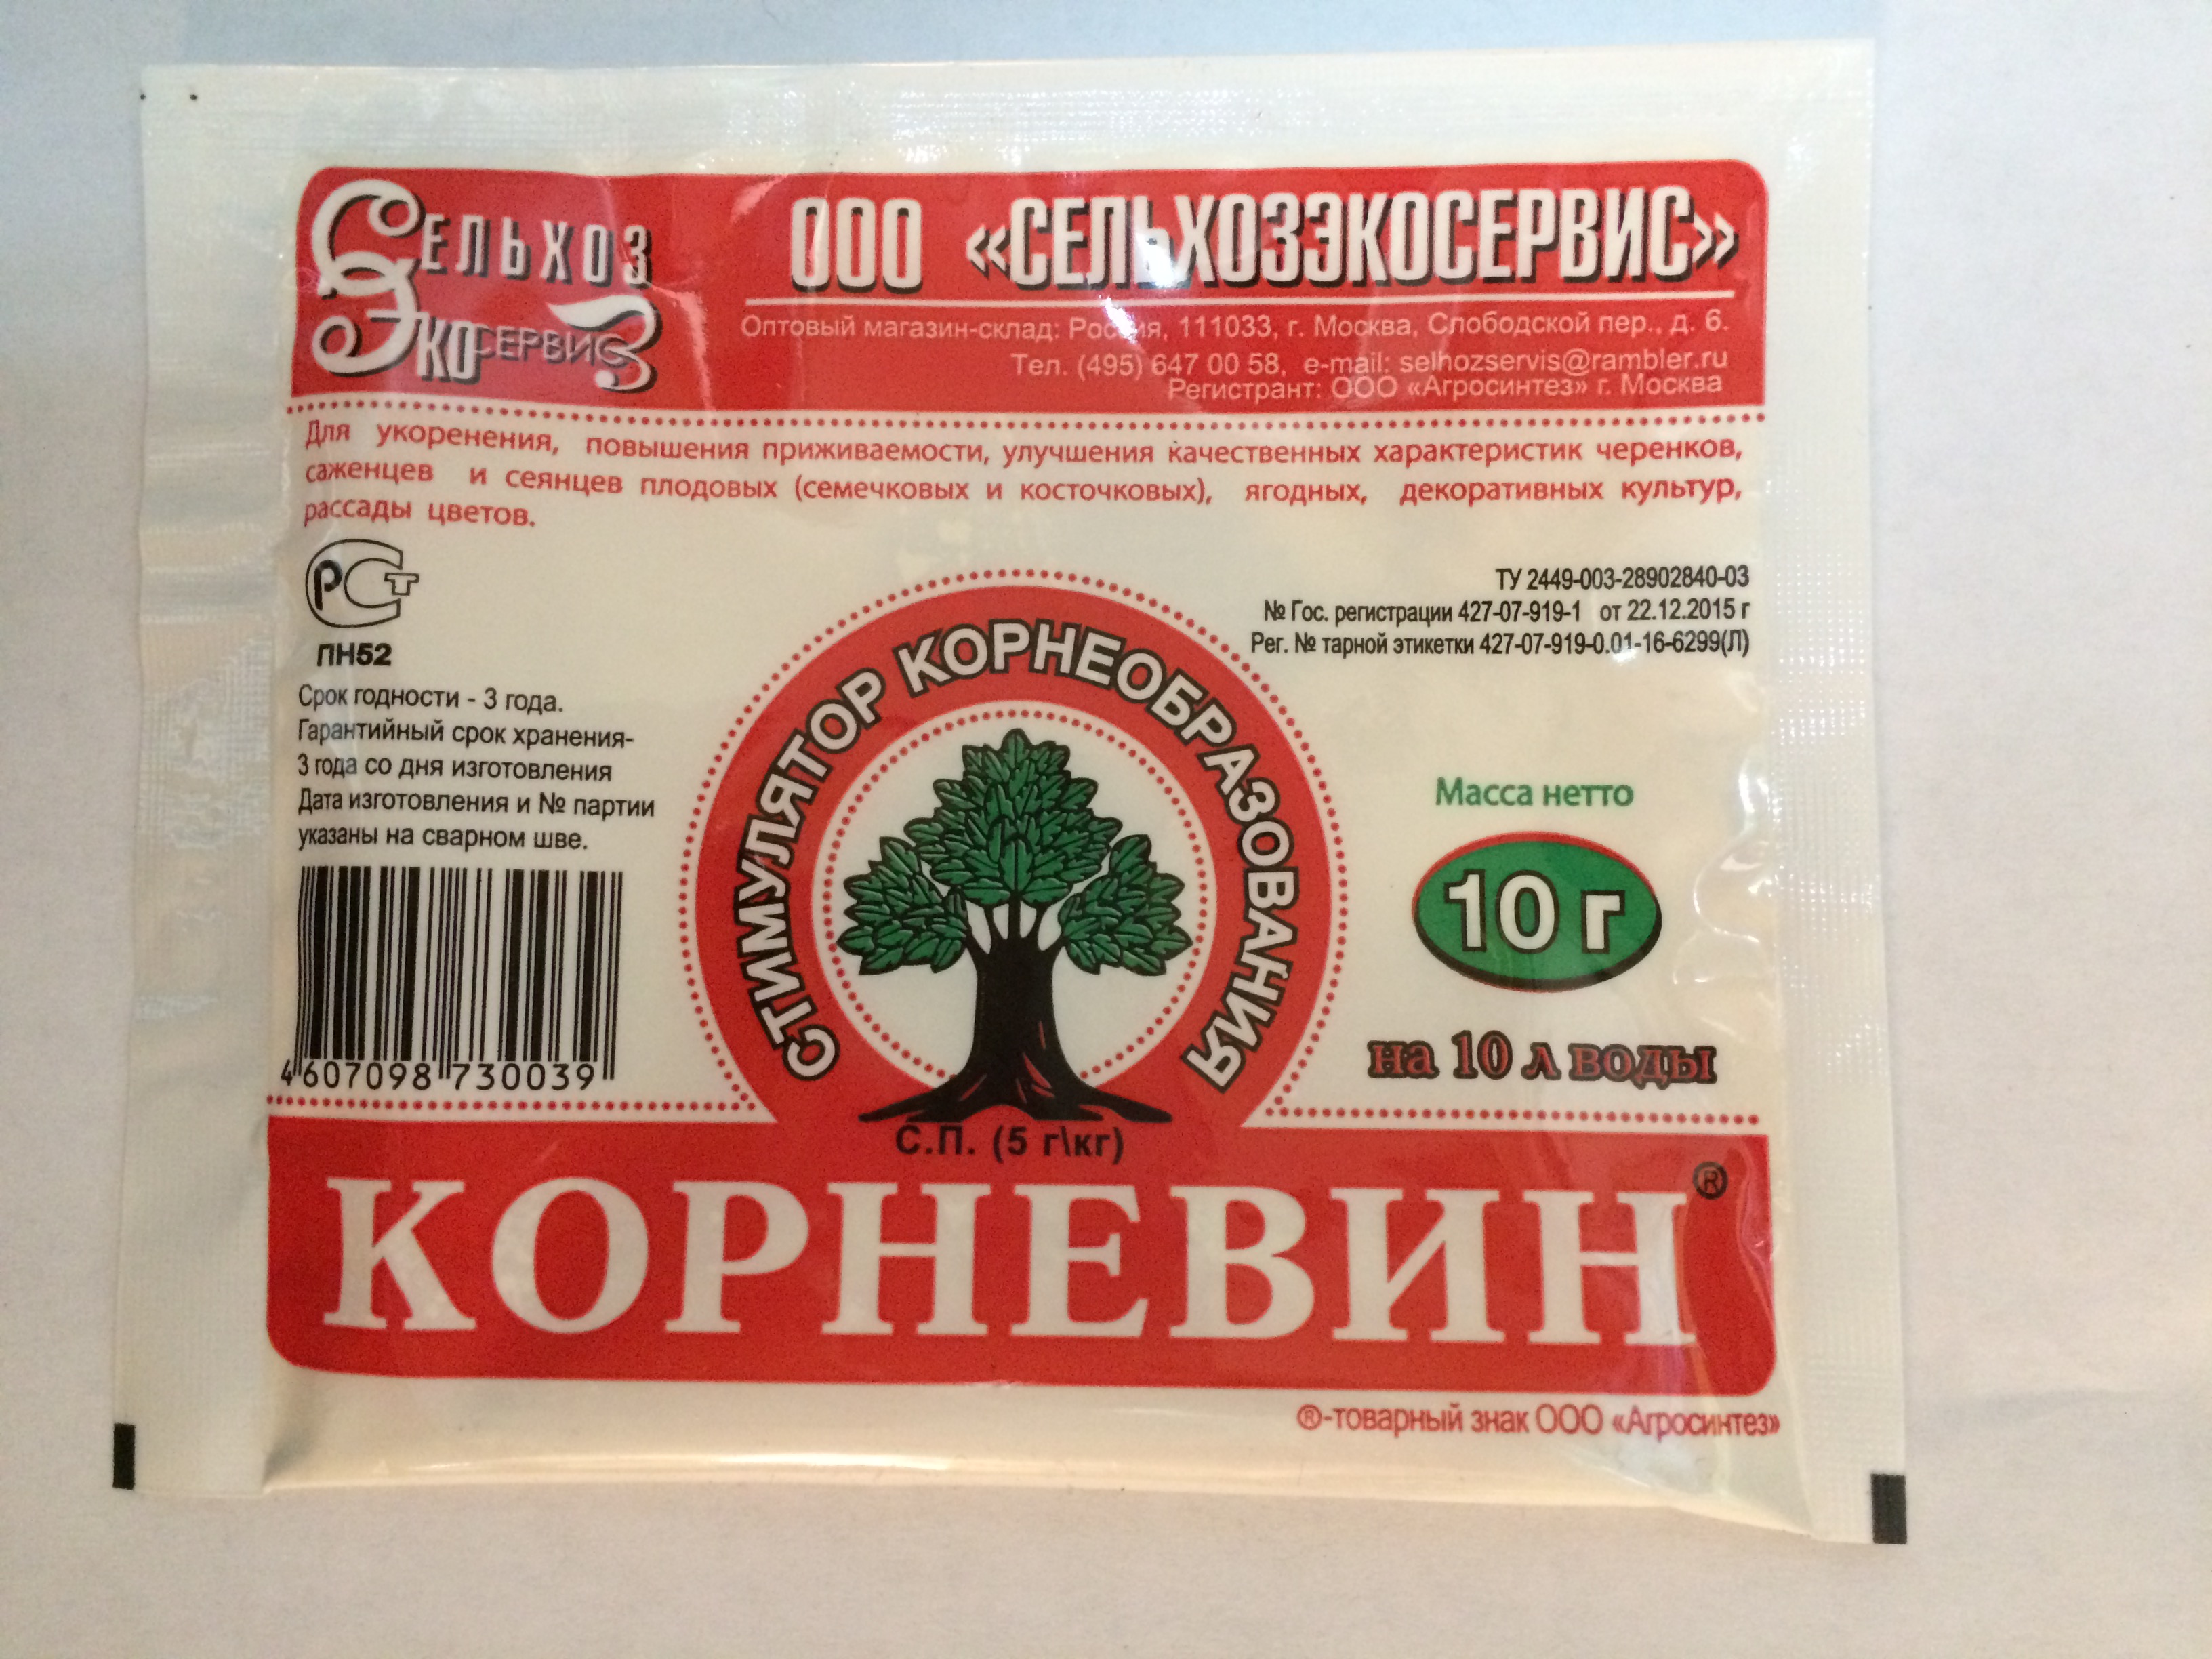 СЕЛЬХОЗ
ЭКОСЕРВИС
ООО «СЕЛЬХОЗЭКОСЕРВИС»
Оптовый магазин-склад: Россия, 111033, г. Москва, Слободской пер., д. 6.
Тел. (495) 647 00 58, e-mail: selhozservis@rambler.ru
Регистрант: ООО «Агросинтез» г. Москва
Для укоренения, повышения приживаемости, улучшения качественных характеристик черенков,
саженцев и сеянцев плодовых (семечковых и косточковых), ягодных, декоративных культур,
рассады цветов.
РСТ
ПН52
ТУ 2449-003-28902840-03
№ Гос. регистрации 427-07-919-1 от 22.12.2015 г
Рег. № тарной этикетки 427-07-919-0.01-16-6299(Л)
Срок годности - 3 года.
Гарантийный срок хранения-
3 года со дня изготовления
Дата изготовления и № партии
указаны на сварном шве.
4 607098 730039
СТИМУЛЯТОР КОРНЕОБРАЗОВАНИЯ
Масса нетто
10 г
на 10 л воды
С.П. (5 г\кг)
КОРНЕВИН®
®-товарный знак ООО «Агросинтез»